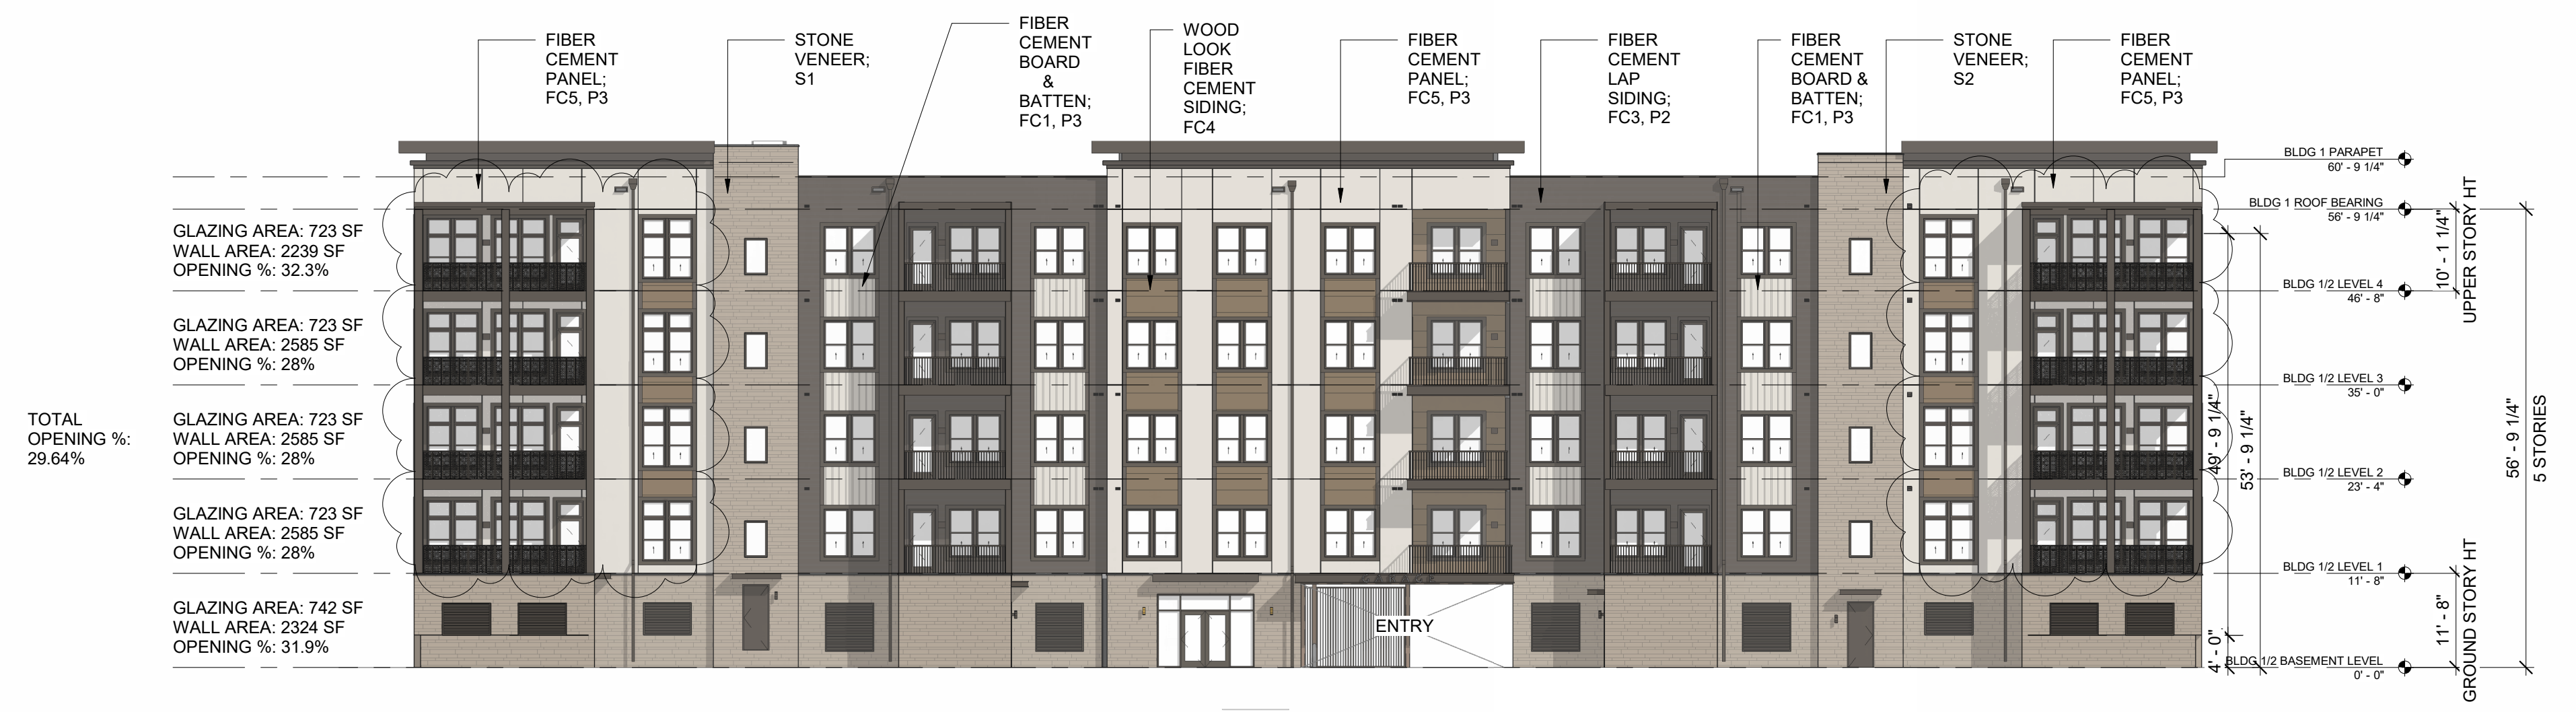 FIBER
CEMENT
PANEL;
FC5, P3
STONE
VENEER;
S1
FIBER
CEMENT
BOARD
&
BATTEN;
FC1, P3
WOOD
LOOK
FIBER
CEMENT
SIDING;
FC4
FIBER
CEMENT
PANEL;
FC5, P3
FIBER
CEMENT
LAP
SIDING;
FC3, P2
FIBER
CEMENT
BOARD &
BATTEN;
FC1, P3
STONE
VENEER;
S2
FIBER
CEMENT
PANEL;
FC5, P3
TOTAL
OPENING %:
29.64%
GLAZING AREA: 723 SF
WALL AREA: 2239 SF
OPENING %: 32.3%
GLAZING AREA: 723 SF
WALL AREA: 2585 SF
OPENING %: 28%
GLAZING AREA: 723 SF
WALL AREA: 2585 SF
OPENING %: 28%
GLAZING AREA: 723 SF
WALL AREA: 2585 SF
OPENING %: 28%
GLAZING AREA: 742 SF
WALL AREA: 2324 SF
OPENING %: 31.9%
ENTRY
BLDG 1 PARAPET
60' - 9 1/4"
BLDG 1 ROOF BEARING
56' - 9 1/4"
BLDG 1/2 LEVEL 4
46' - 8"
BLDG 1/2 LEVEL 3
35' - 0"
BLDG 1/2 LEVEL 2
23' - 4"
BLDG 1/2 LEVEL 1
11' - 8"
BLDG 1/2 BASEMENT LEVEL
0' - 0"
4' - 0"
49' - 9 1/4"
53' - 9 1/4"
10' - 1 1/4"
UPPER STORY HT
11' - 8"
GROUND STORY HT
56' - 9 1/4"
5 STORIES